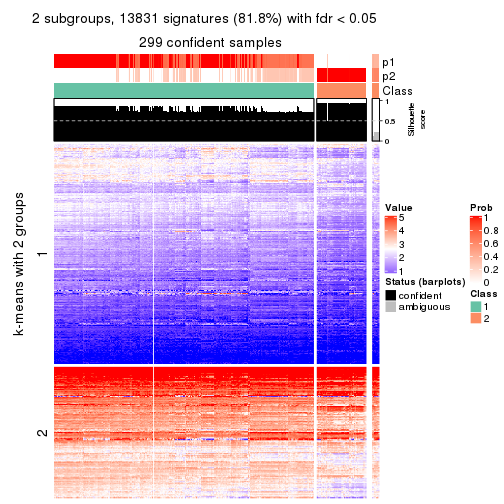 2 subgroups, 13831 signatures (81.8%) with fdr < 0.05
299 confident samples
p1
p2
Class
1
0.5
0
Silhouette
score
k-means with 2 groups
1
2
Value
5
4
3
2
1
Status (barplots)
confident
ambiguous
Prob
1
0.8
0.6
0.4
0.2
0
Class
1
2